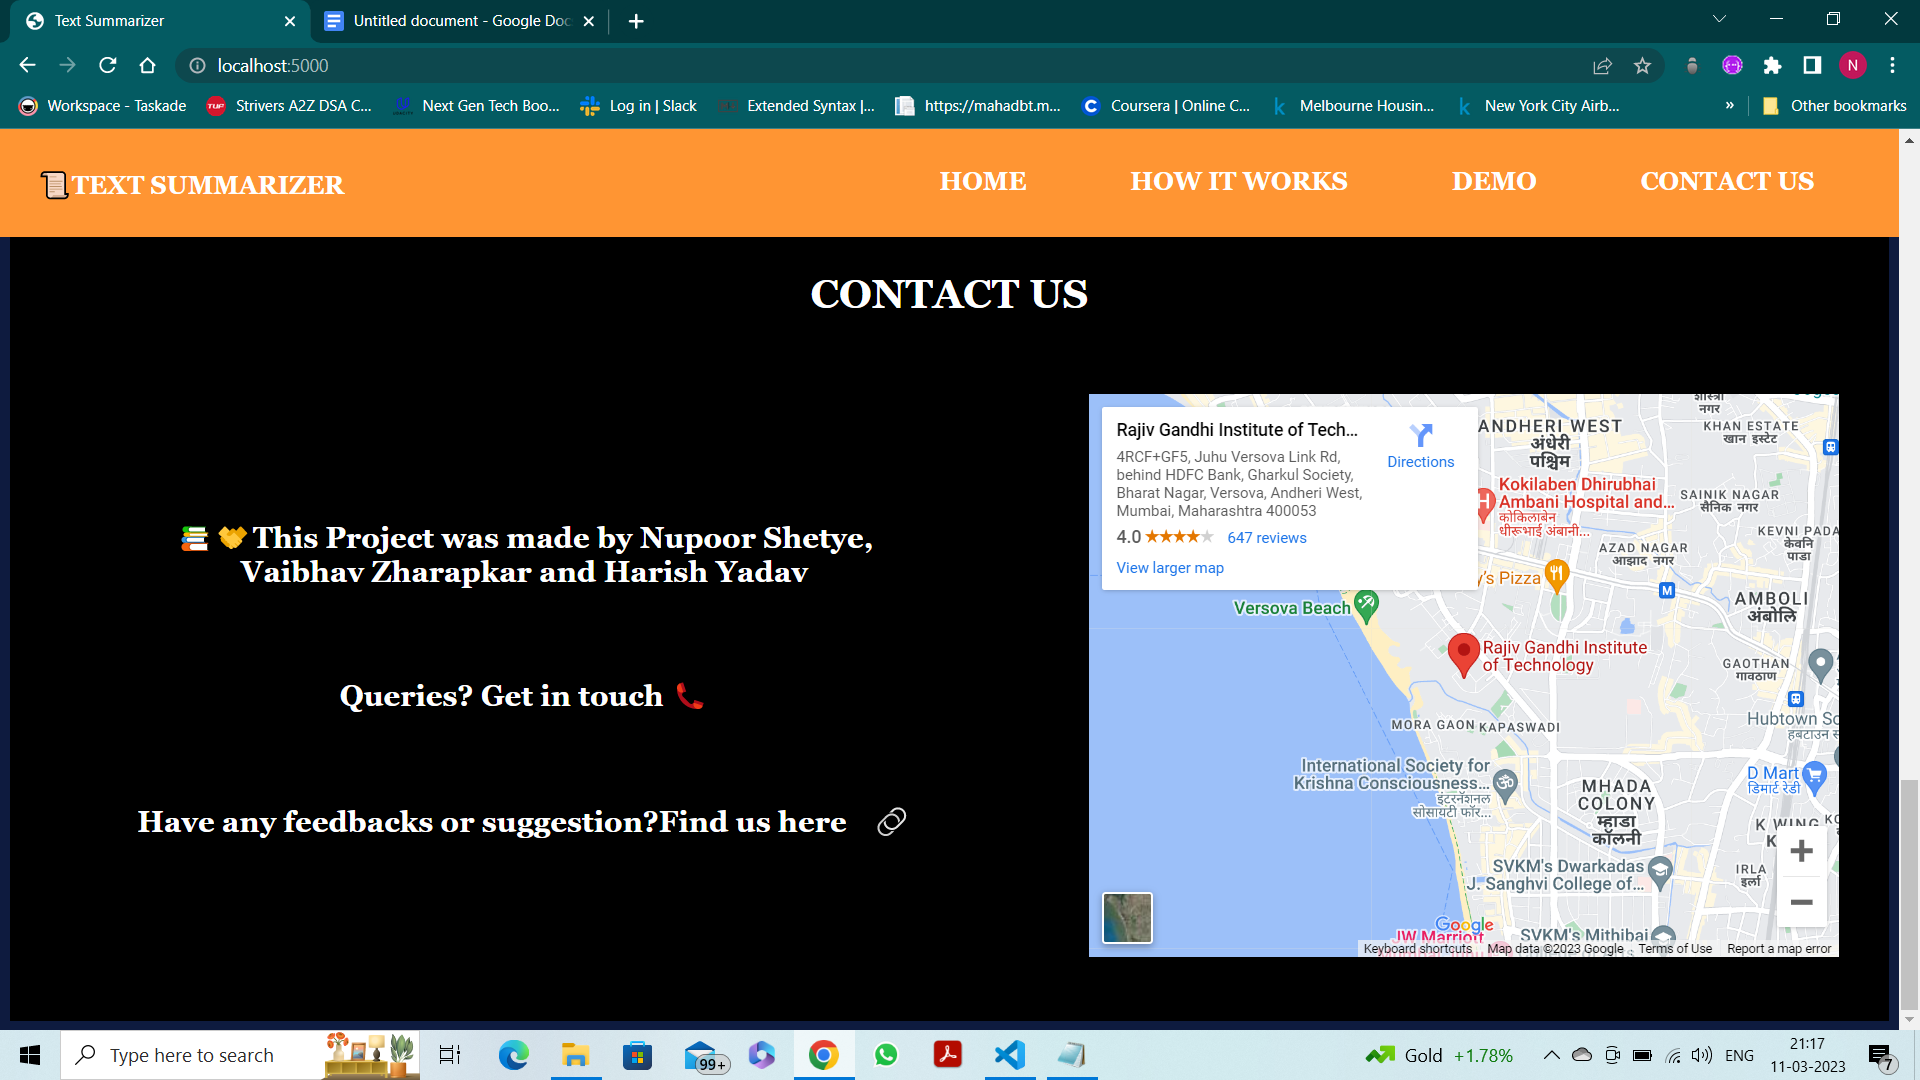 Text Summarizer
Untitled document - Google Doc
localhost:5000
N
Workspace - Taskade
TUF
Strivers A2Z DSA C...
Next Gen Tech Boo...
Log in | Slack
Extended Syntax |...
https://mahadbt.m...
Coursera | Online C...
Melbourne Housin...
New York City Airb...
»
Other bookmarks
TEXT SUMMARIZER
HOME
HOW IT WORKS
DEMO
CONTACT US
CONTACT US
This Project was made by Nupoor Shetye,
Vaibhav Zharapkar and Harish Yadav
Queries? Get in touch
Have any feedbacks or suggestion?Find us here
Rajiv Gandhi Institute of Tech...
4RCF+GF5, Juhu Versova Link Rd,
behind HDFC Bank, Gharkul Society,
Bharat Nagar, Versova, Andheri West,
Mumbai, Maharashtra 400053
4.0
647 reviews
View larger map
Directions
ANDHERI WEST
अंधेरी
पश्चिम
शास्त्री
नगर
KHAN ESTATE
खान इस्टेट
Kokilaben Dhirubhai
Ambani Hospital and...
कोकिलाबेन
धीरूभाई अंबानी...
SAINIK NAGAR
सैनिक नगर
KEVNI PADA
केवनि
पाडा
AZAD NAGAR
आझाद नगर
y's Pizza
M
AMBOLI
अंबोलि
Versova Beach
Rajiv Gandhi Institute
of Technology
GAOTHAN
गावठाण
MORA GAON
KAPASWADI
Hubtown So
हबटाउन स
International Society for
Krishna Consciousness...
इंटरनॅशनल
सोसायटी फॉर...
D Mart
डिमार्ट रेडी
MHADA
COLONY
म्हाडा
कॉलनी
K WING
IRLA
इर्ला
SVKM's Dwarkadas
J. Sanghvi College of...
Google
JW Marriott
SVKM's Mithibai
Keyboard shortcuts
Map data ©2023 Google
Terms of Use
Report a map error
Type here to search
99+
Gold +1.78%
ENG
21:17
11-03-2023
7